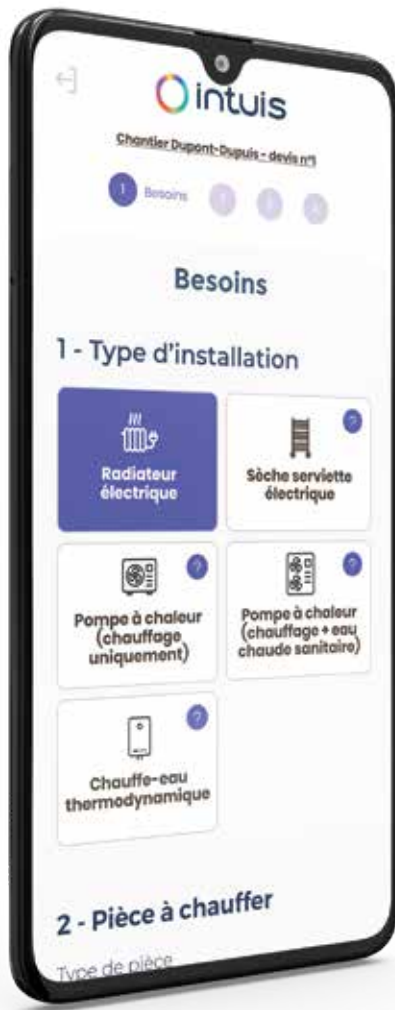 intuis
Chantier Dupont-Dupuis - devis n°1
1 Besoins
Besoins
1 - Type d'installation
Radiateur
électrique
?
Sèche serviette
électrique
?
Pompe à chaleur
(chauffage
uniquement)
?
Pompe à chaleur
(chauffage + eau
chaude sanitaire)
?
Chauffe-eau
thermodynamique
2 - Pièce à chauffer
Type de pièce